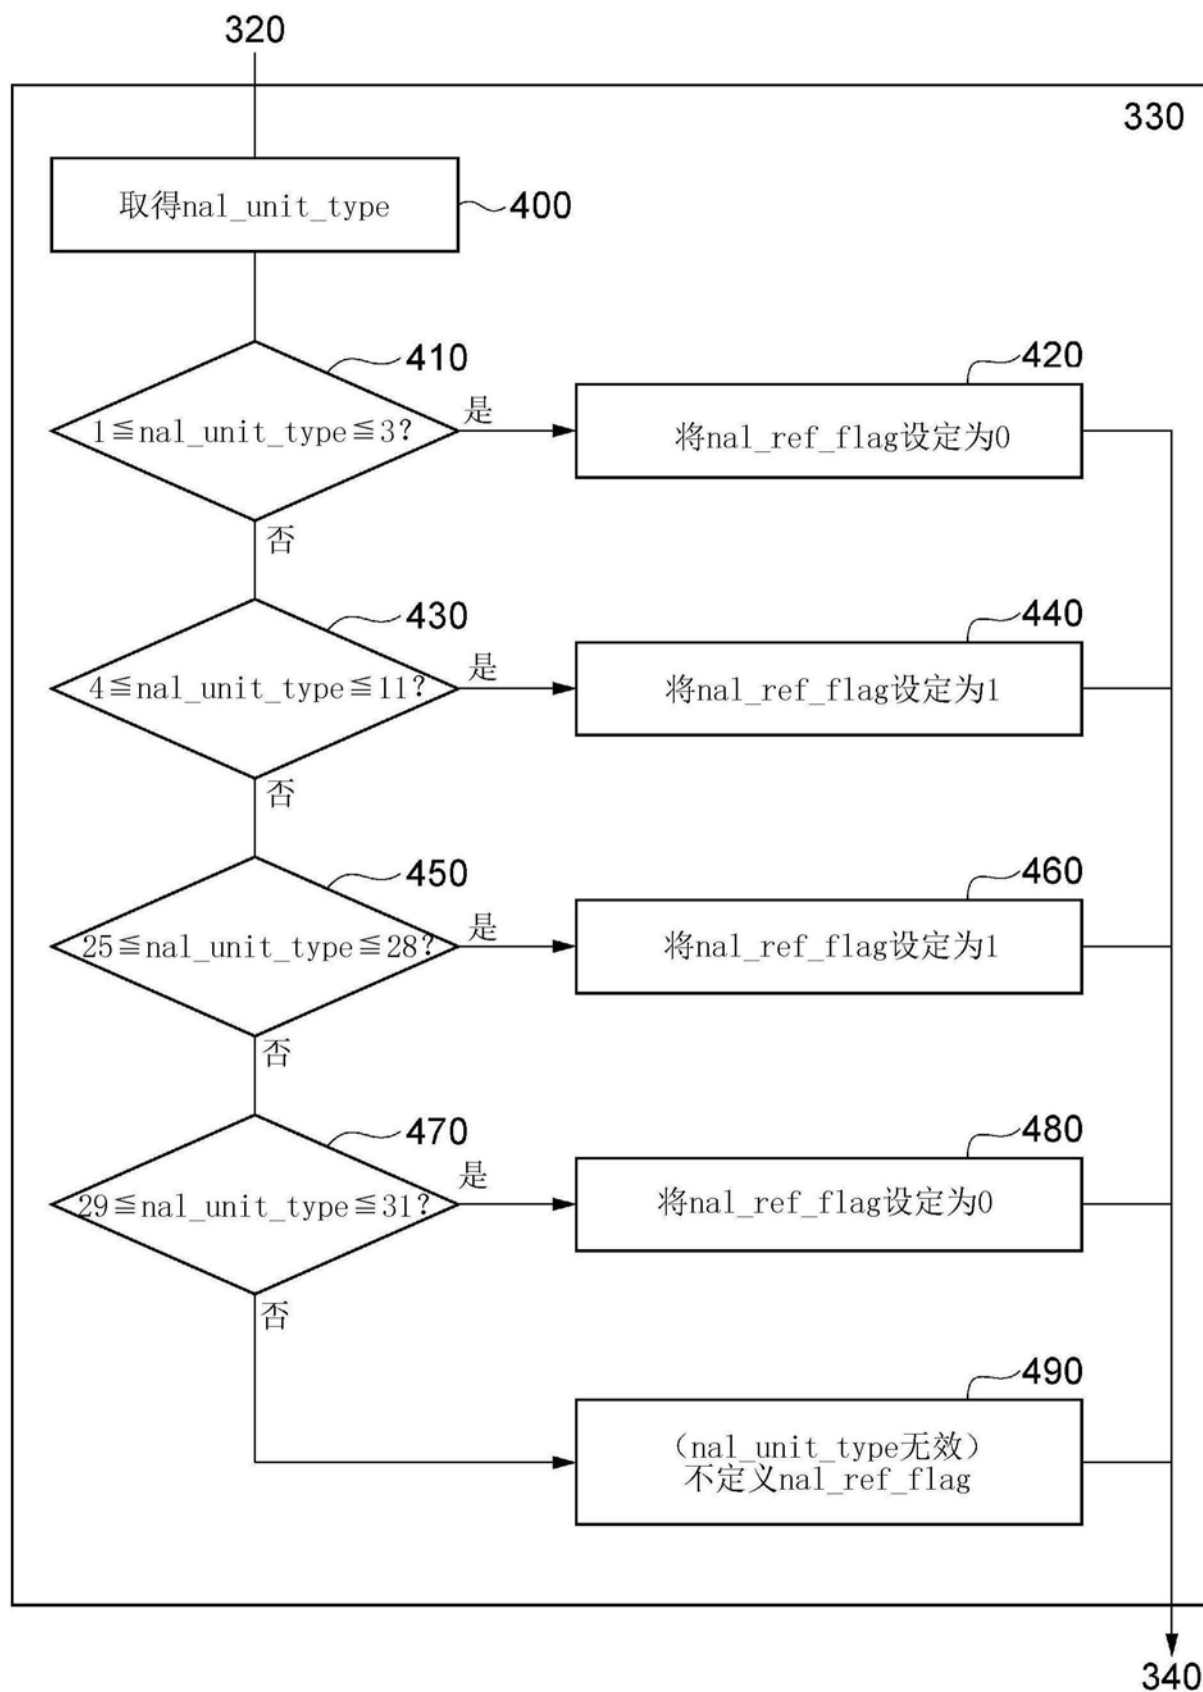 320
330
取得nal_unit_type
400
410
1≦nal_unit_type≦3?
是
420
将nal_ref_flag设定为0
否
430
4≦nal_unit_type≦11?
是
440
将nal_ref_flag设定为1
否
450
25≦nal_unit_type≦28?
是
460
将nal_ref_flag设定为1
否
470
29≦nal_unit_type≦31?
是
480
将nal_ref_flag设定为0
否
490
(nal_unit_type无效)
不定义nal_ref_flag
340